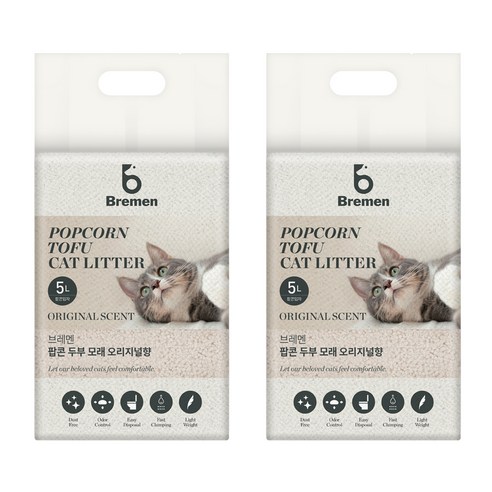 Bremen
POPCORN
TOFU
CAT LITTER
5L
ORIGINAL SCENT
브레멘
팝콘 두부 모래 오리지널향
Let our beloved cats feel comfortable.
Dust Free
Odor Control
Easy Disposal
Fast Clumping
Light Weight
Bremen
POPCORN
TOFU
CAT LITTER
5L
ORIGINAL SCENT
브레멘
팝콘 두부 모래 오리지널향
Let our beloved cats feel comfortable.
Dust Free
Odor Control
Easy Disposal
Fast Clumping
Light Weight